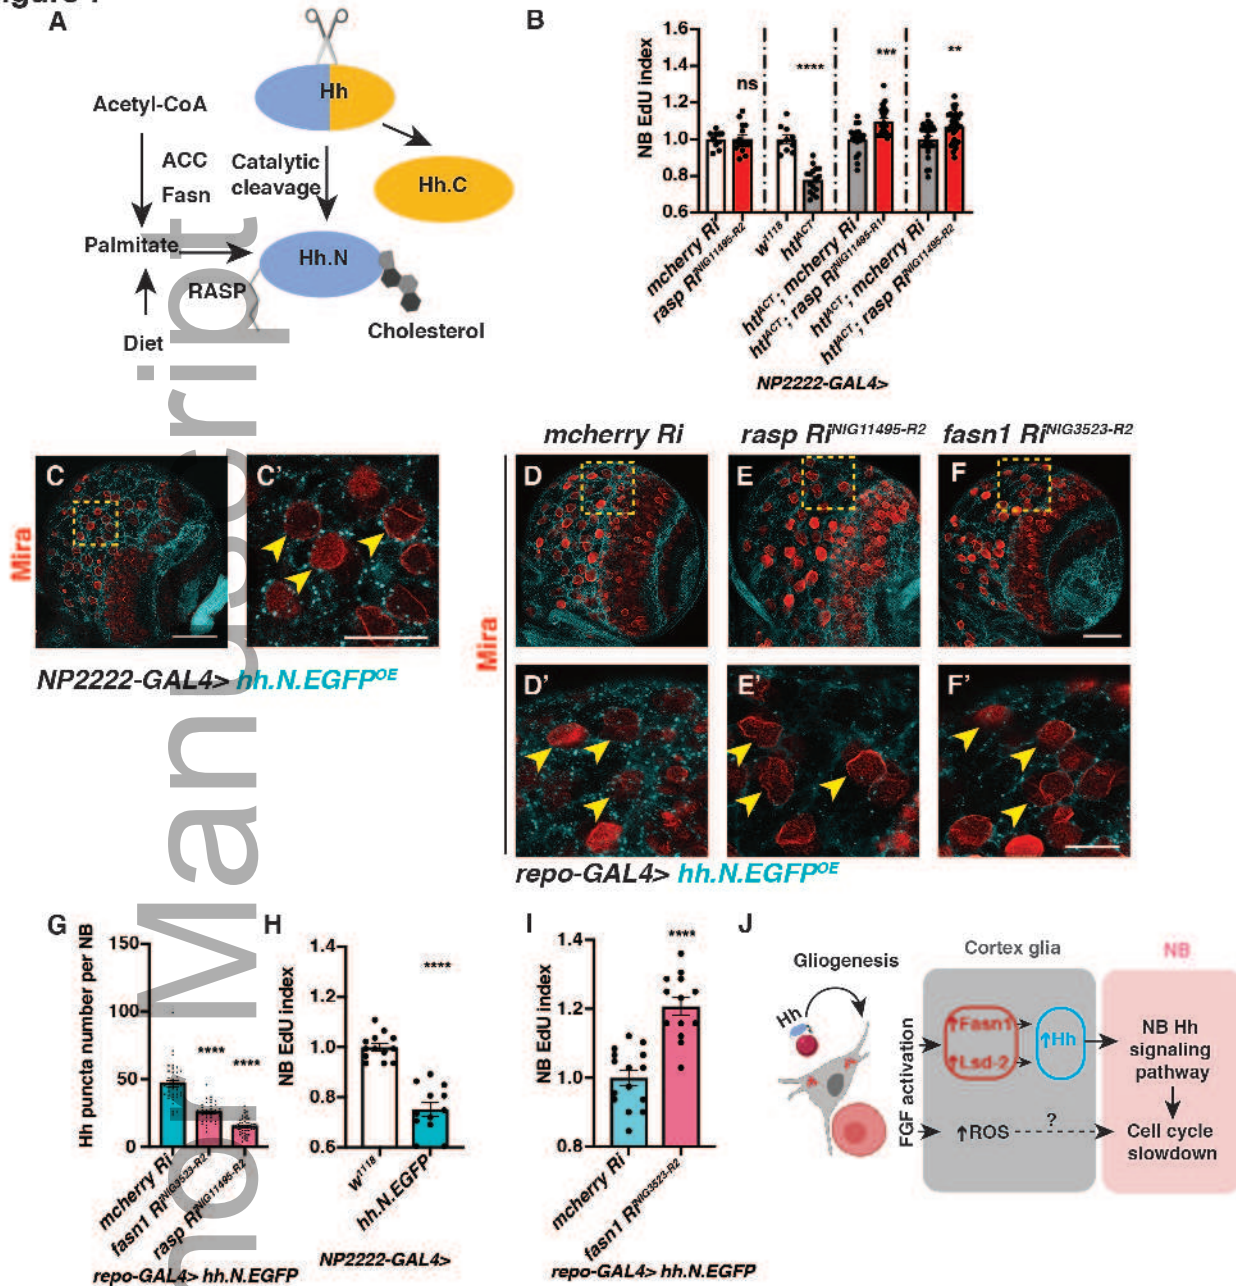 Figure 7
A
Hh
Acetyl-CoA
ACC
Fasn
Catalytic
cleavage
Hh.C
Palmitate
Hh.N
RASP
Diet
Cholesterol
B
NB EdU index
1.6
1.4
1.2
1.0
0.8
0.6
ns
****
***
**
mcherry Ri
rasp Ri^NIG11495-R2
w^1118
htl^ACT
htl^ACT; mcherry Ri
htl^ACT; rasp Ri^NIG11495-R1
htl^ACT; mcherry Ri
htl^ACT; rasp Ri^NIG11495-R2
NP2222-GAL4>
C
C'
Mira
NP2222-GAL4> hh.N.EGFP^OE
mcherry Ri
rasp Ri^NIG11495-R2
fasn1 Ri^NIG3523-R2
D
E
F
Mira
D'
E'
F'
repo-GAL4> hh.N.EGFP^OE
G
Hh puncta number per NB
150
100
50
0
****
****
mcherry Ri
fasn1 Ri^NIG3523-R2
rasp Ri^NIG11495-R2
repo-GAL4> hh.N.EGFP
H
NB EdU index
1.4
1.2
1.0
0.8
0.6
****
w^1118
hh.N.EGFP
NP2222-GAL4>
I
NB EdU index
1.4
1.2
1.0
0.8
****
mcherry Ri
fasn1 Ri^NIG3523-R2
repo-GAL4> hh.N.EGFP
J
Gliogenesis
Hh
FGF activation
Cortex glia
↑Fasn1
↑Lsd-2
↑Hh
↑ROS
?
NB
NB Hh
signaling
pathway
Cell cycle
slowdown
Manuscript